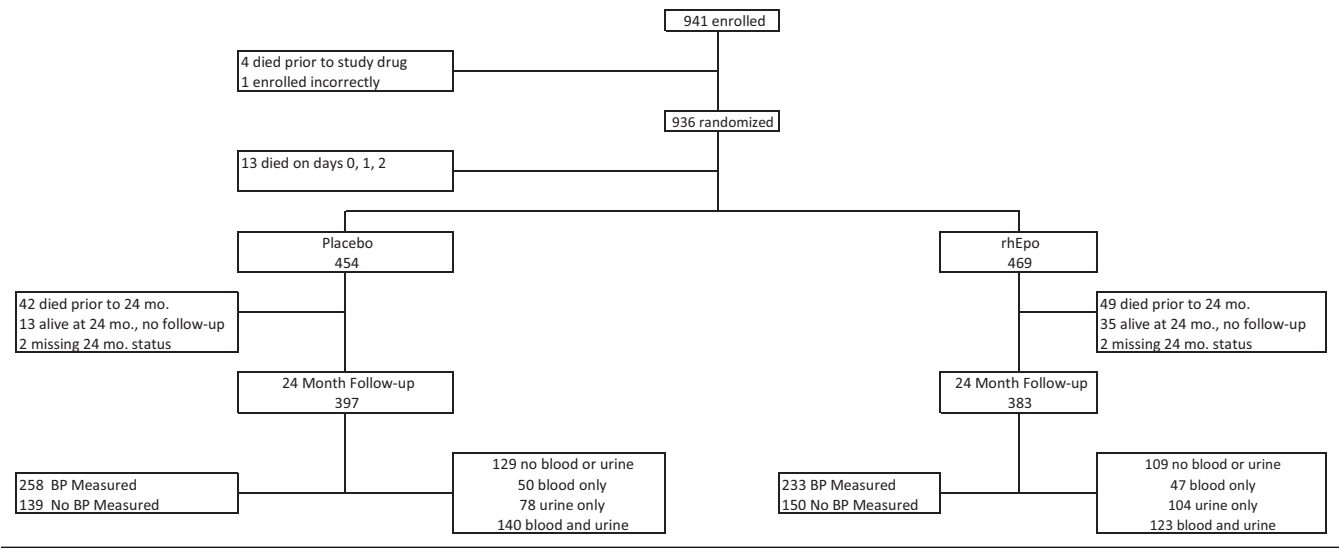 941 enrolled
4 died prior to study drug
1 enrolled incorrectly
936 randomized
13 died on days 0, 1, 2
Placebo
454
rhEpo
469
42 died prior to 24 mo.
13 alive at 24 mo., no follow-up
2 missing 24 mo. status
49 died prior to 24 mo.
35 alive at 24 mo., no follow-up
2 missing 24 mo. status
24 Month Follow-up
397
24 Month Follow-up
383
258 BP Measured
139 No BP Measured
129 no blood or urine
50 blood only
78 urine only
140 blood and urine
233 BP Measured
150 No BP Measured
109 no blood or urine
47 blood only
104 urine only
123 blood and urine